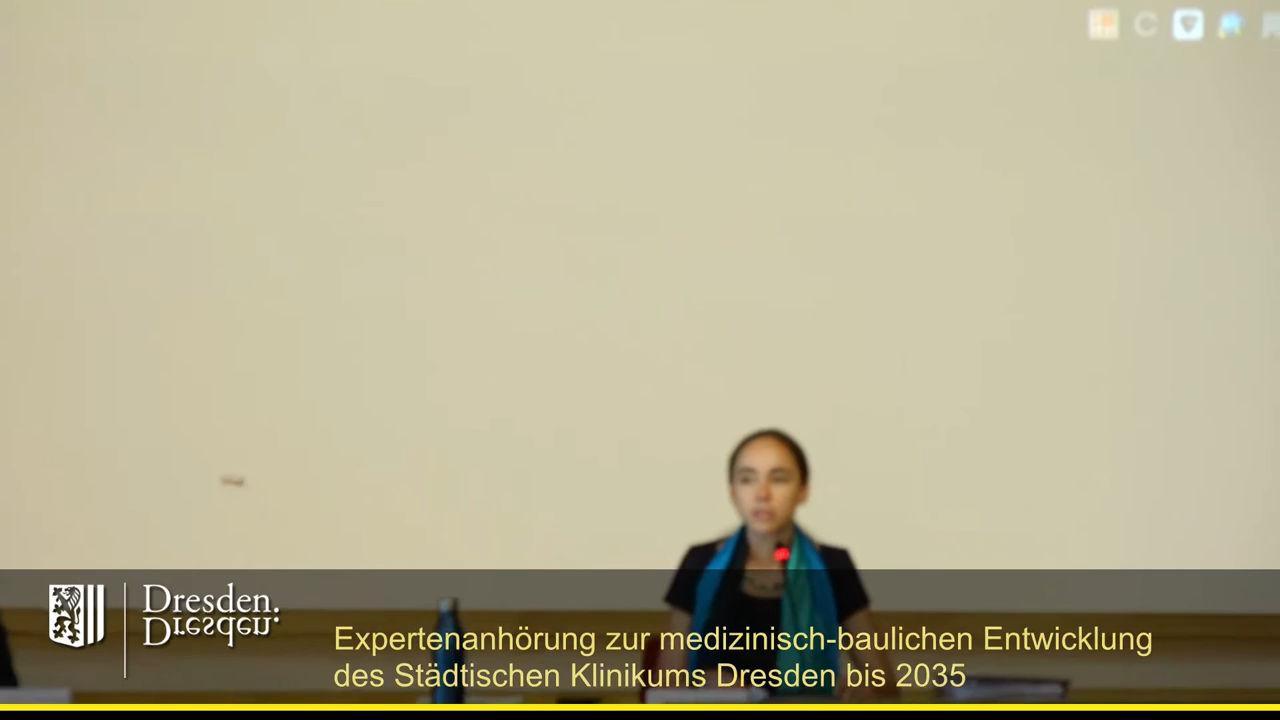 Dresden.
Dresden.
Expertenanhörung zur medizinisch-baulichen Entwicklung
des Städtischen Klinikums Dresden bis 2035